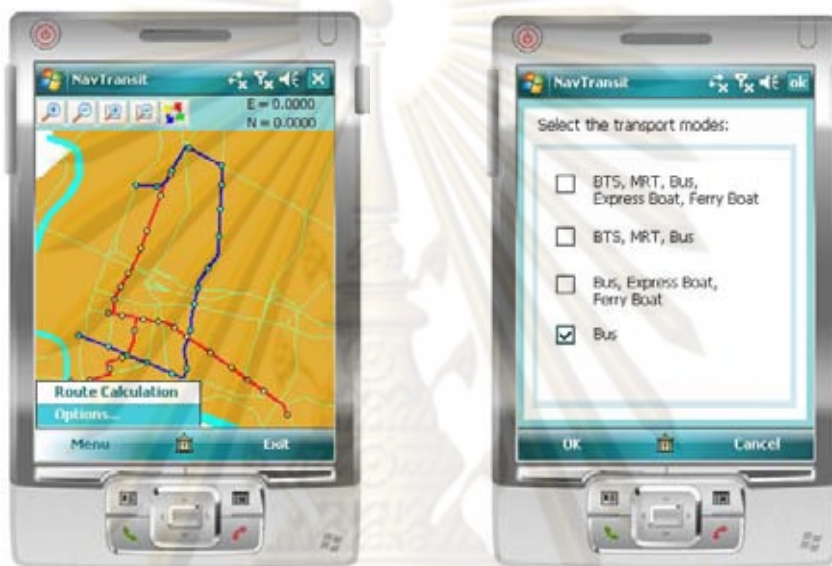 NavTransit
E = 0.0000
N = 0.0000
Route Calculation
Options...
Menu
Exit
NavTransit
ok
Select the transport modes:
BTS, MRT, Bus,
Express Boat, Ferry Boat
BTS, MRT, Bus
Bus, Express Boat,
Ferry Boat
Bus
OK
Cancel